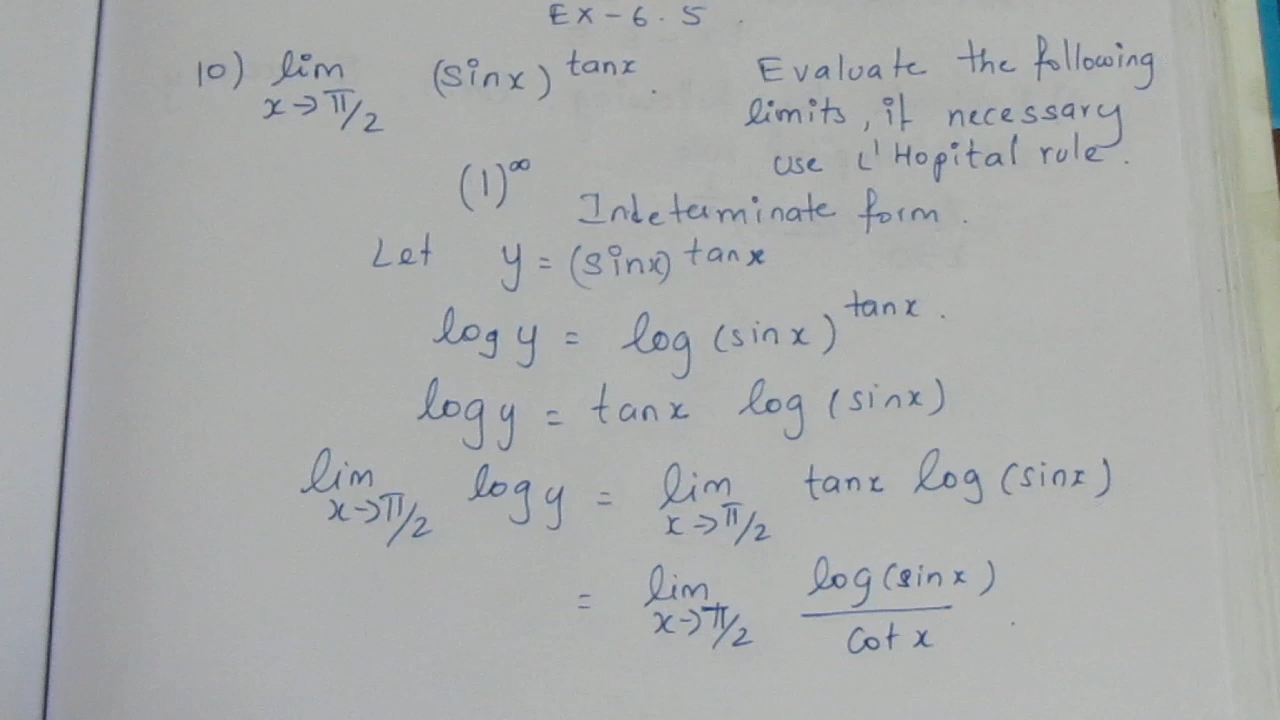 EX-6.5.
10) lim x→π/2 (sinx)^tanx. Evaluate the following
limits, if necessary
use L'Hopital rule.
(1)^∞
Indeterminate form.
Let y = (sinx)^tanx
log y = log (sinx)^tanx.
log y = tanx log (sinx)
lim x→π/2 log y = lim x→π/2 tanx log (sinx)
= lim x→π/2 log(sinx) / cot x.